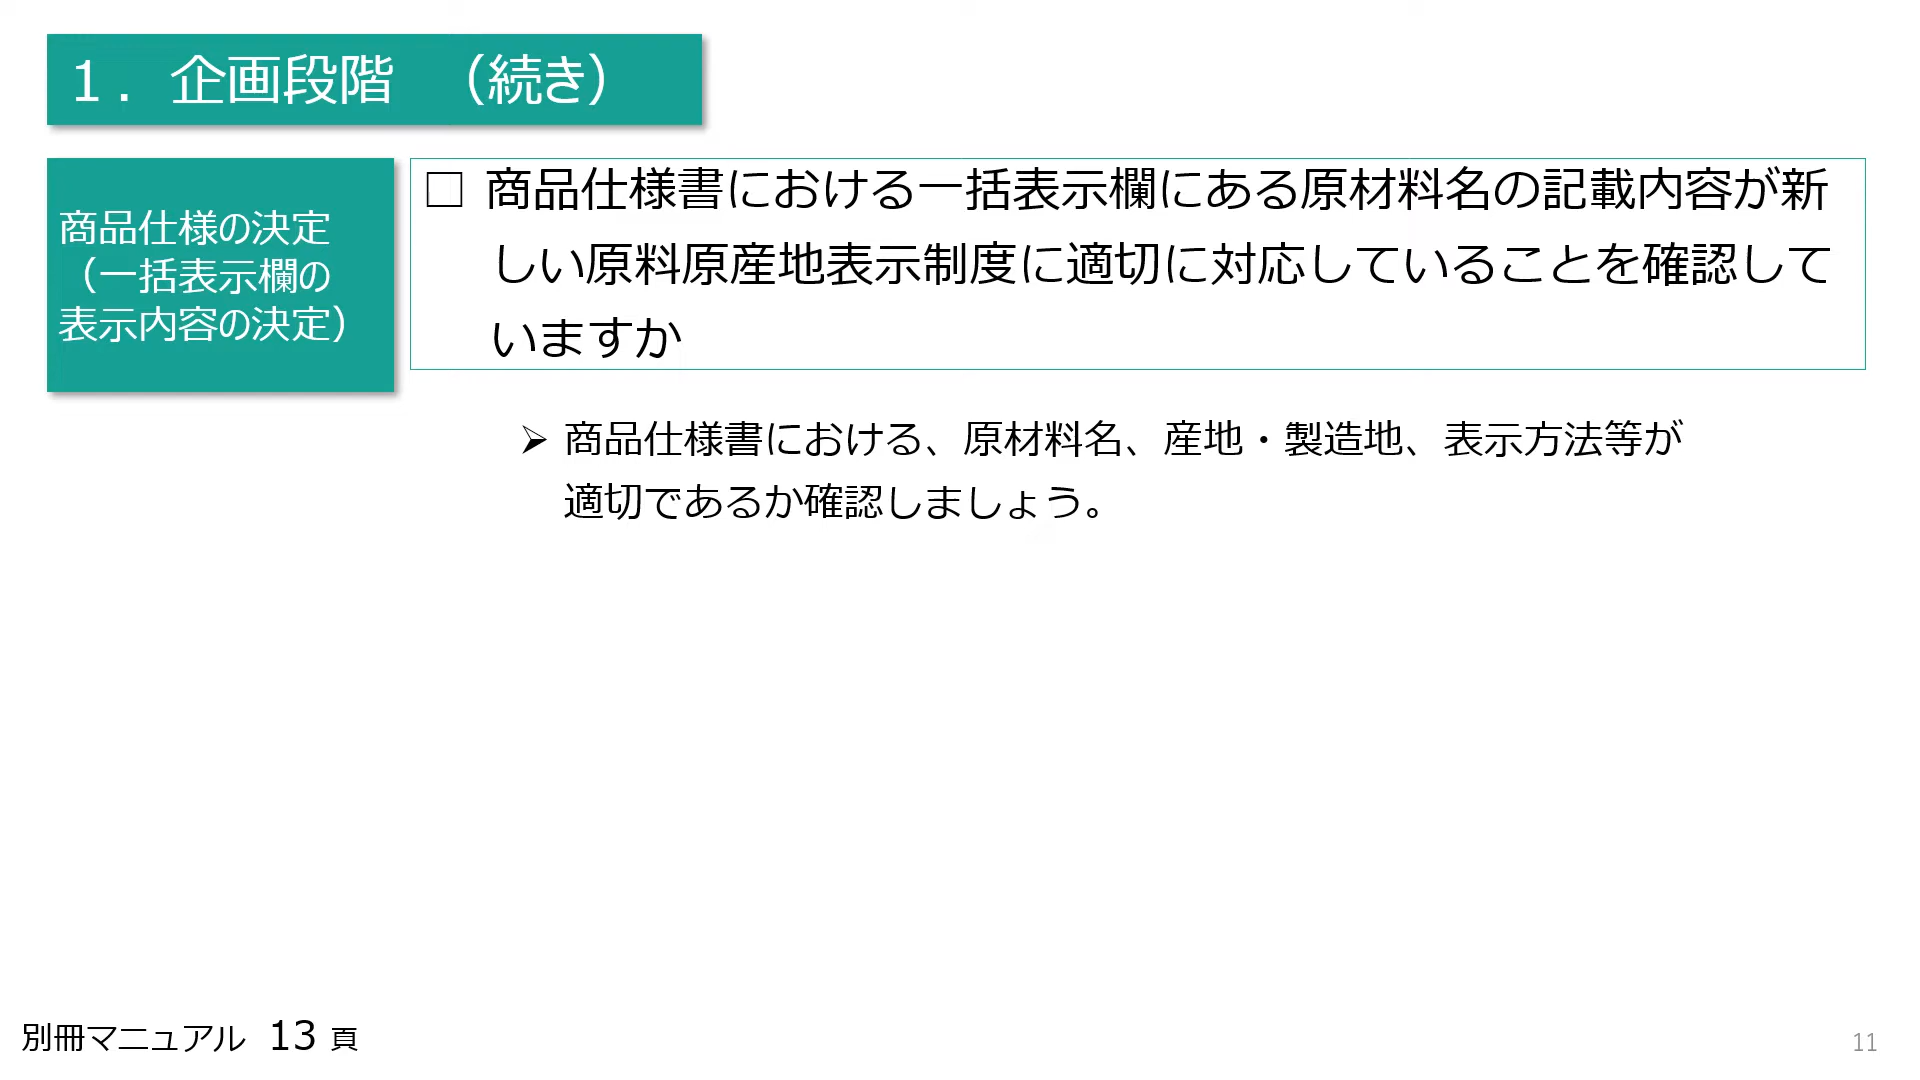 １．企画段階　（続き）
商品仕様の決定
（一括表示欄の
表示内容の決定）
□ 商品仕様書における一括表示欄にある原材料名の記載内容が新
しい原料原産地表示制度に適切に対応していることを確認して
いますか
➢ 商品仕様書における、原材料名、産地・製造地、表示方法等が
適切であるか確認しましょう。
別冊マニュアル 13 頁
11